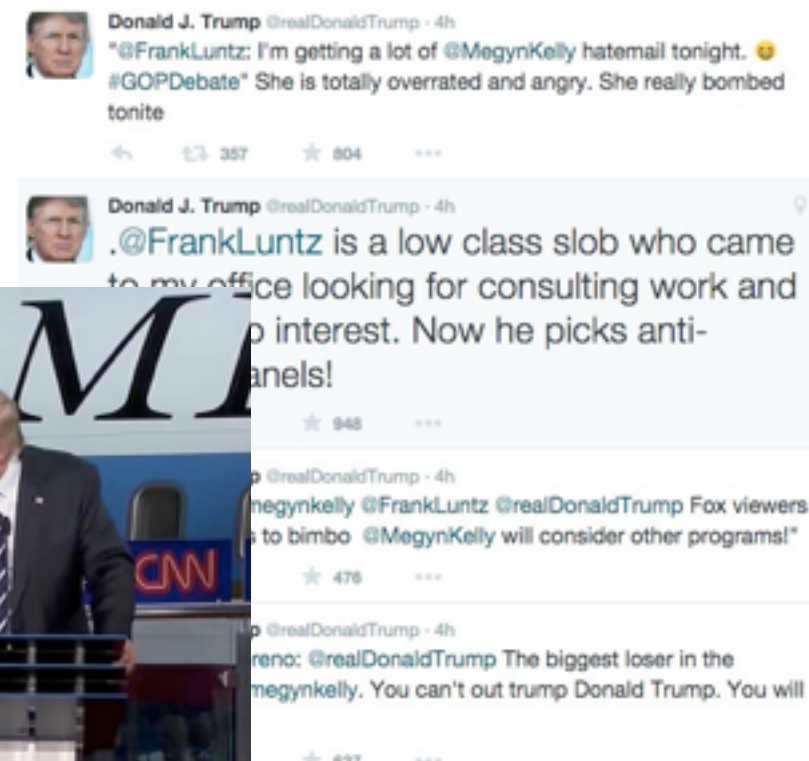 Donald J. Trump @realDonaldTrump · 4h
"@FrankLuntz: I'm getting a lot of @MegynKelly hatemail tonight. 😆
#GOPDebate" She is totally overrated and angry. She really bombed
tonite
357 804
Donald J. Trump @realDonaldTrump · 4h
.@FrankLuntz is a low class slob who came
to my office looking for consulting work and
o interest. Now he picks anti-
anels!
948
p @realDonaldTrump · 4h
megynkelly @FrankLuntz @realDonaldTrump Fox viewers
s to bimbo @MegynKelly will consider other programs!"
476
p @realDonaldTrump · 4h
reno: @realDonaldTrump The biggest loser in the
megynkelly. You can't out trump Donald Trump. You will
627
M
CNN